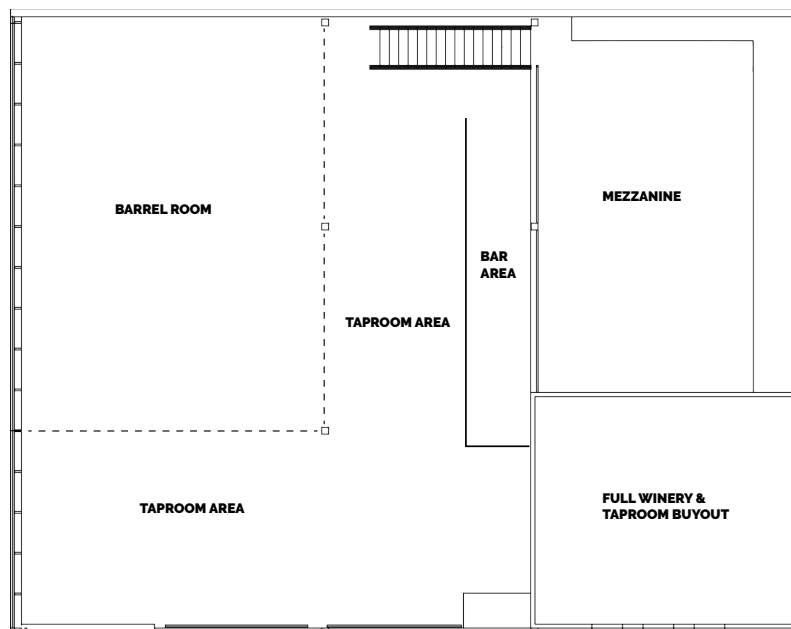 BARREL ROOM
MEZZANINE
BAR
AREA
TAPROOM AREA
TAPROOM AREA
FULL WINERY &
TAPROOM BUYOUT